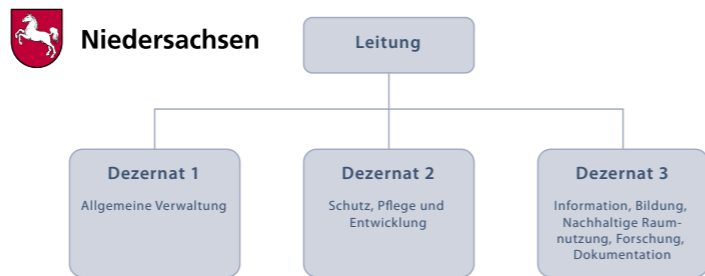 Niedersachsen
Leitung
Dezernat 1
Allgemeine Verwaltung
Dezernat 2
Schutz, Pflege und
Entwicklung
Dezernat 3
Information, Bildung,
Nachhaltige Raum-
nutzung, Forschung,
Dokumentation